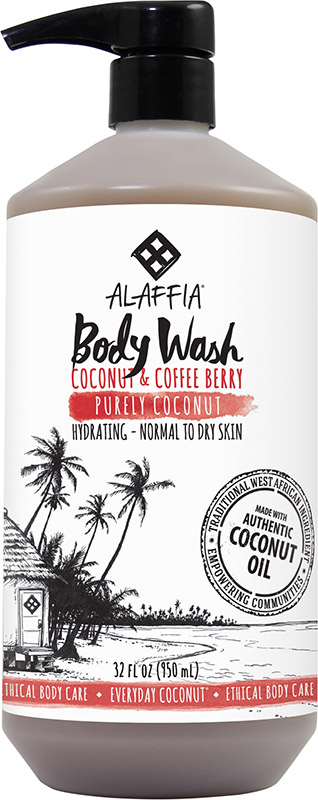 ALAFFIA®
Body Wash
COCONUT & COFFEE BERRY
PURELY COCONUT
HYDRATING - NORMAL TO DRY SKIN
TRADITIONAL WEST AFRICAN INGREDIENT
MADE WITH
AUTHENTIC
COCONUT
OIL
• EMPOWERING COMMUNITIES •
32 FL OZ (950 mL)
ETHICAL BODY CARE • EVERYDAY COCONUT® • ETHICAL BODY CARE